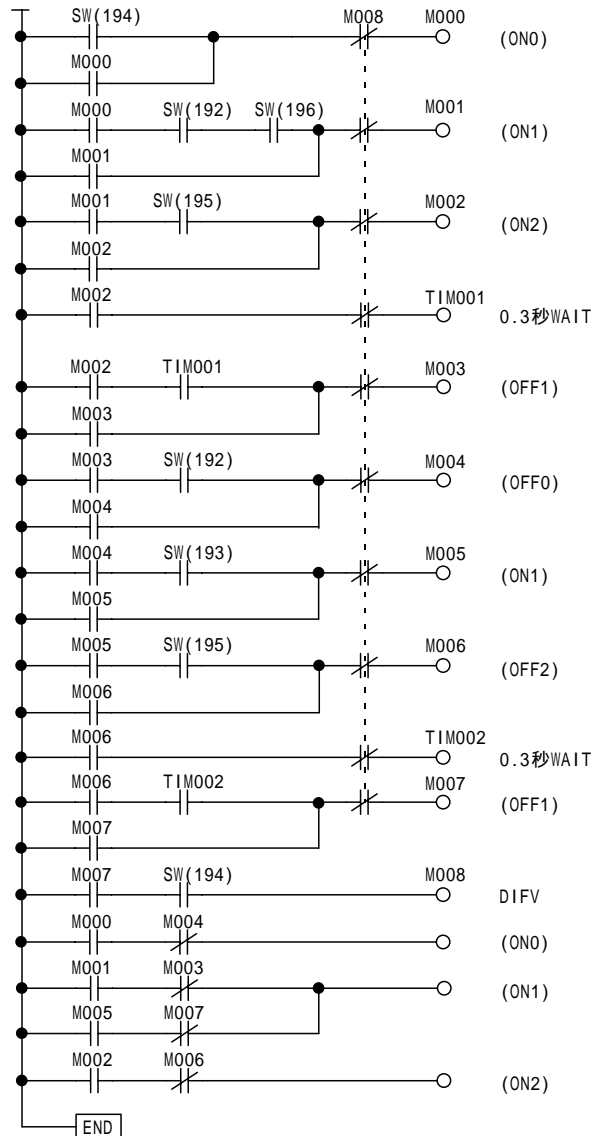 SW(194) M008 M000
(ON0)
M000
M000 SW(192) SW(196) M001
(ON1)
M001
M001 SW(195) M002
(ON2)
M002
M002 TIM001
0.3秒WAIT
M002 TIM001 M003
(OFF1)
M003
M003 SW(192) M004
(OFF0)
M004
M004 SW(193) M005
(ON1)
M005
M005 SW(195) M006
(OFF2)
M006
M006 TIM002
0.3秒WAIT
M006 TIM002 M007
(OFF1)
M007
M007 SW(194) M008
DIFV
M000 M004
(ON0)
M001 M003
(ON1)
M005 M007
M002 M006
(ON2)
END